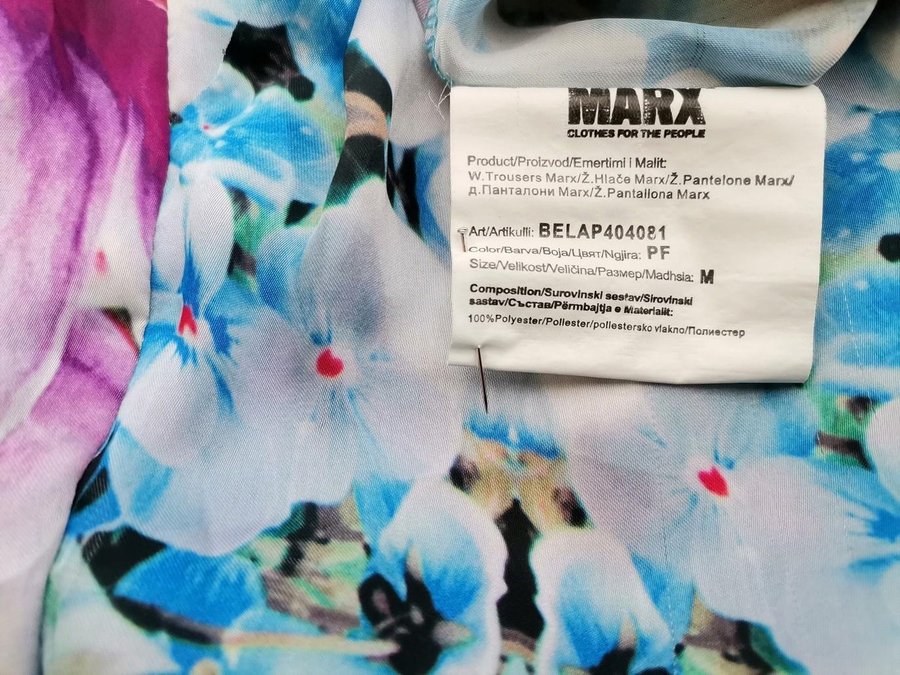 MARX
CLOTHES FOR THE PEOPLE
Product/Proizvod/Emertimi i Malit:
W.Trousers Marx/Ž.Hlače Marx/Ž.Pantelone Marx/
д.Панталони Marx/Ž.Pantallona Marx
Art/Artikulli: BELAP404081
Color/Barva/Boja/Цвят/Ngjira: PF
Size/Velikost/Veličina/Размер/Madhsia: M
Composition/Surovinski sestav/Sirovinski
sastav/Състав/Përmbajtja e Materialit:
100%Polyester/Poliester/poliestersko vlakno/Полиестер